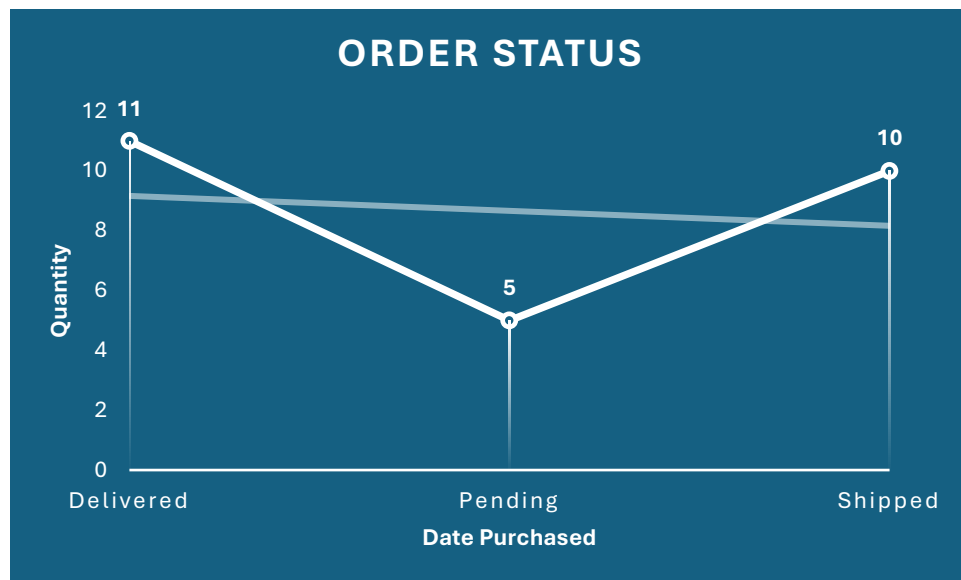 ORDER STATUS
12
11
10
10
8
6
5
4
2
0
Quantity
Delivered
Pending
Shipped
Date Purchased